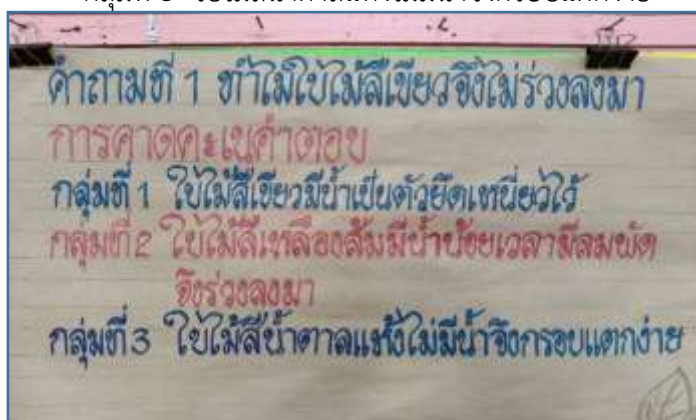 คำถามที่ 1 ทำไมใบไม้สีเขียวจึงไม่ร่วงลงมา
การคาดคะเนคำตอบ
กลุ่มที่ 1 ใบไม้สีเขียวมีน้ำเป็นตัวยึดเหนี่ยวไว้
กลุ่มที่ 2 ใบไม้สีเหลืองส้มมีน้ำน้อยเวลามีลมพัด
จึงร่วงลงมา
กลุ่มที่ 3 ใบไม้สีน้ำตาลแห้งไม่มีน้ำจึงกรอบแตกง่าย